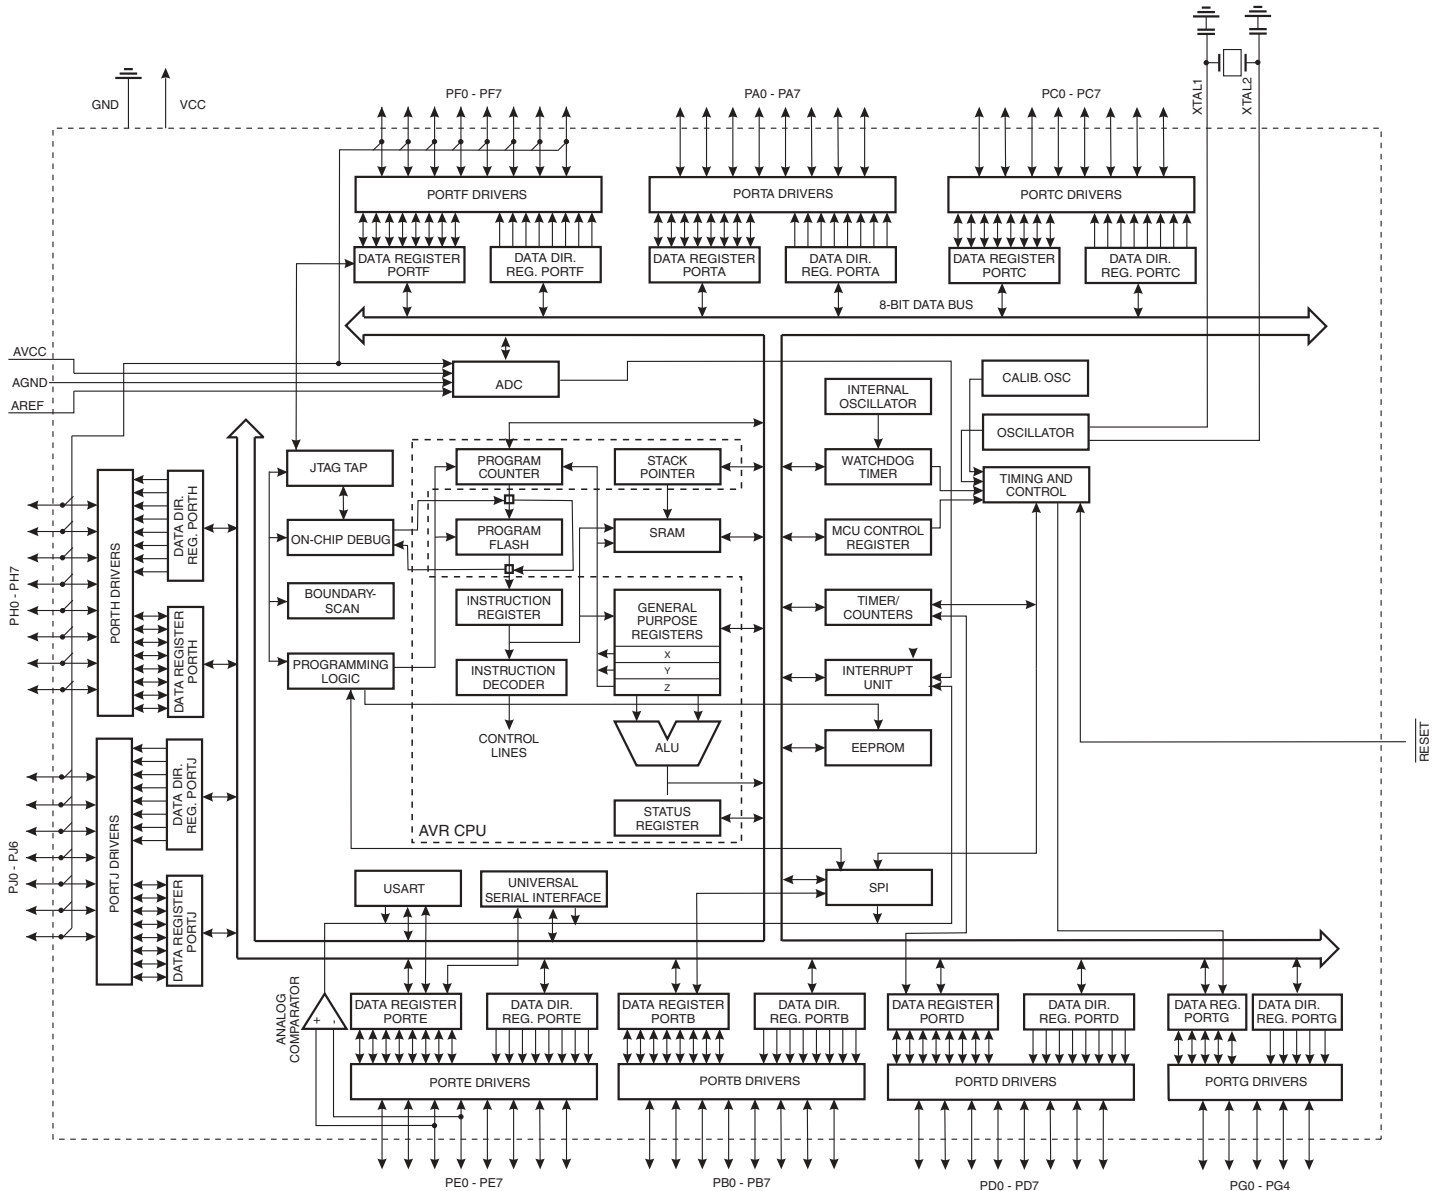 XTAL1
XTAL2
GND
VCC
PF0 - PF7
PA0 - PA7
PC0 - PC7
PORTF DRIVERS
PORTA DRIVERS
PORTC DRIVERS
DATA REGISTER
PORTF
DATA DIR.
REG. PORTF
DATA REGISTER
PORTA
DATA DIR.
REG. PORTA
DATA REGISTER
PORTC
DATA DIR.
REG. PORTC
8-BIT DATA BUS
AVCC
AGND
AREF
ADC
CALIB. OSC
INTERNAL
OSCILLATOR
OSCILLATOR
JTAG TAP
PROGRAM
COUNTER
STACK
POINTER
WATCHDOG
TIMER
TIMING AND
CONTROL
ON-CHIP DEBUG
PROGRAM
FLASH
SRAM
MCU CONTROL
REGISTER
BOUNDARY-
SCAN
INSTRUCTION
REGISTER
GENERAL
PURPOSE
REGISTERS
X
Y
Z
TIMER/
COUNTERS
PROGRAMMING
LOGIC
INSTRUCTION
DECODER
INTERRUPT
UNIT
CONTROL
LINES
ALU
EEPROM
RESET
STATUS
REGISTER
AVR CPU
PH0 - PH7
PORTH DRIVERS
DATA DIR.
REG. PORTH
DATA REGISTER
PORTH
PJ0 - PJ6
PORTJ DRIVERS
DATA DIR.
REG. PORTJ
DATA REGISTER
PORTJ
USART
UNIVERSAL
SERIAL INTERFACE
SPI
ANALOG
COMPARATOR
+
-
DATA REGISTER
PORTE
DATA DIR.
REG. PORTE
DATA REGISTER
PORTB
DATA DIR.
REG. PORTB
DATA REGISTER
PORTD
DATA DIR.
REG. PORTD
DATA REG.
PORTG
DATA DIR.
REG. PORTG
PORTE DRIVERS
PORTB DRIVERS
PORTD DRIVERS
PORTG DRIVERS
PE0 - PE7
PB0 - PB7
PD0 - PD7
PG0 - PG4